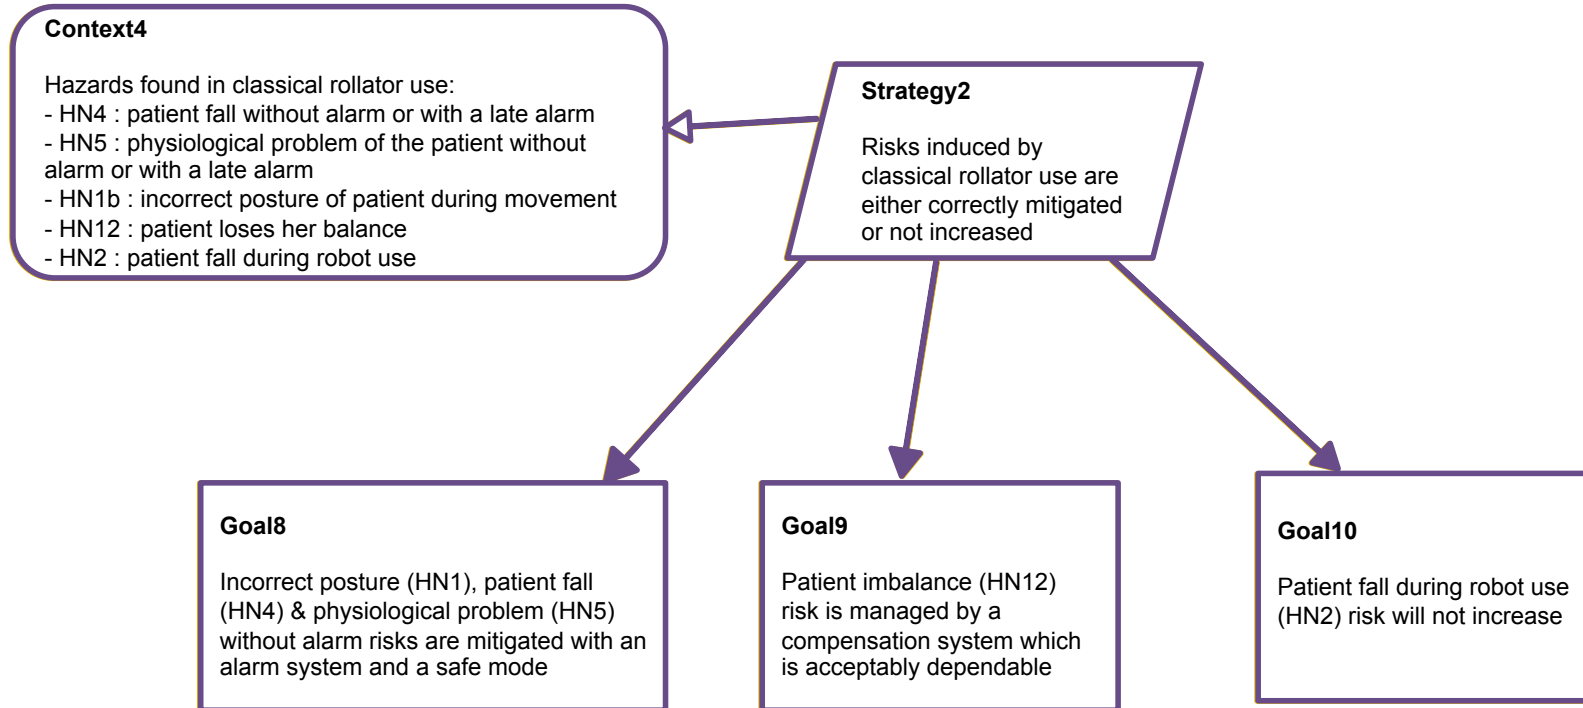 Context4
Hazards found in classical rollator use:
- HN4 : patient fall without alarm or with a late alarm
- HN5 : physiological problem of the patient without
alarm or with a late alarm
- HN1b : incorrect posture of patient during movement
- HN12 : patient loses her balance
- HN2 : patient fall during robot use
Strategy2
Risks induced by
classical rollator use are
either correctly mitigated
or not increased
Goal8
Incorrect posture (HN1), patient fall
(HN4) & physiological problem (HN5)
without alarm risks are mitigated with an
alarm system and a safe mode
Goal9
Patient imbalance (HN12)
risk is managed by a
compensation system which
is acceptably dependable
Goal10
Patient fall during robot use
(HN2) risk will not increase